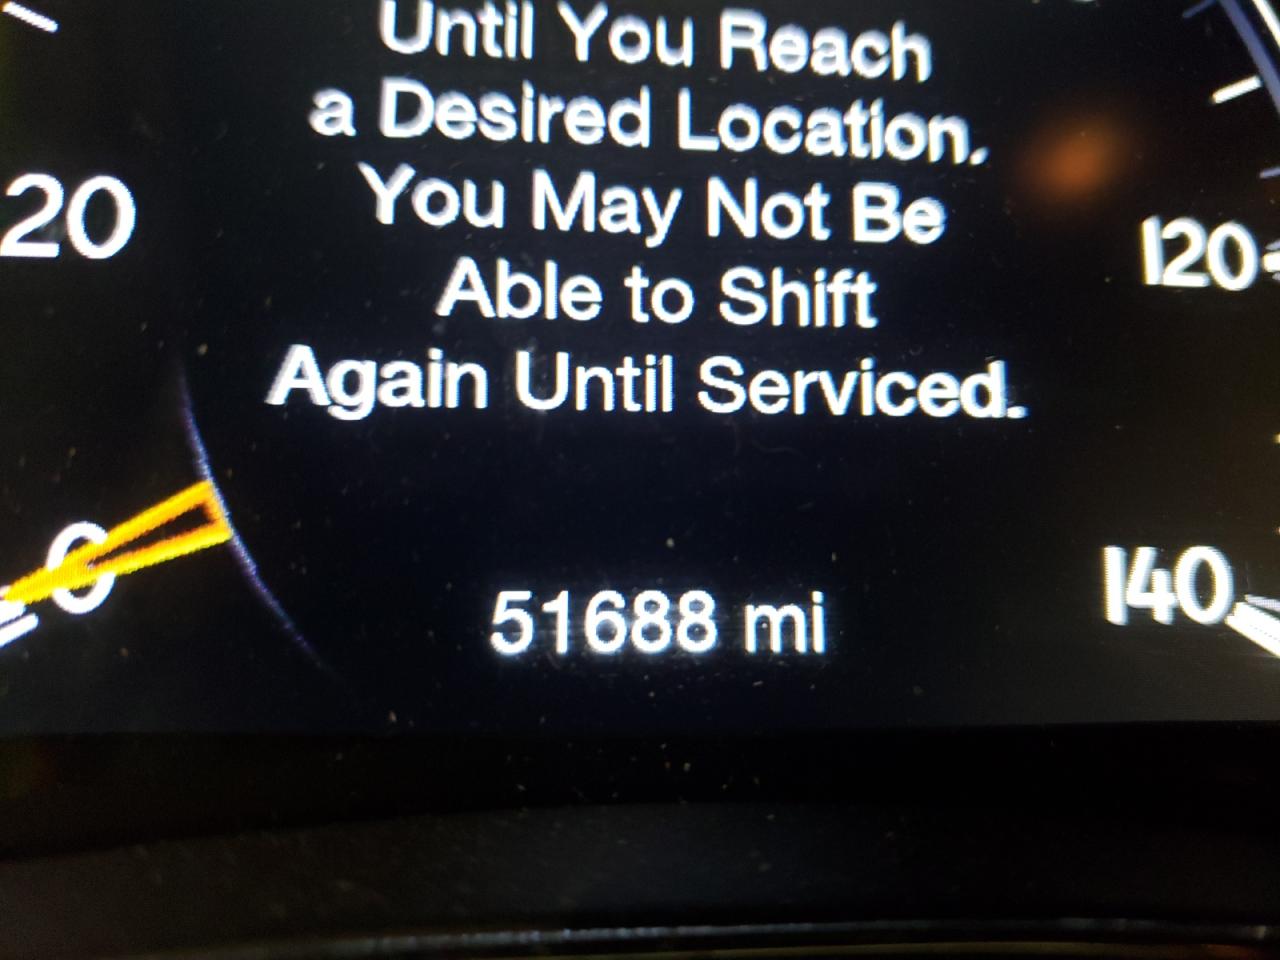 Until You Reach
a Desired Location.
You May Not Be
Able to Shift
Again Until Serviced.
20
120
0
140
51688 mi